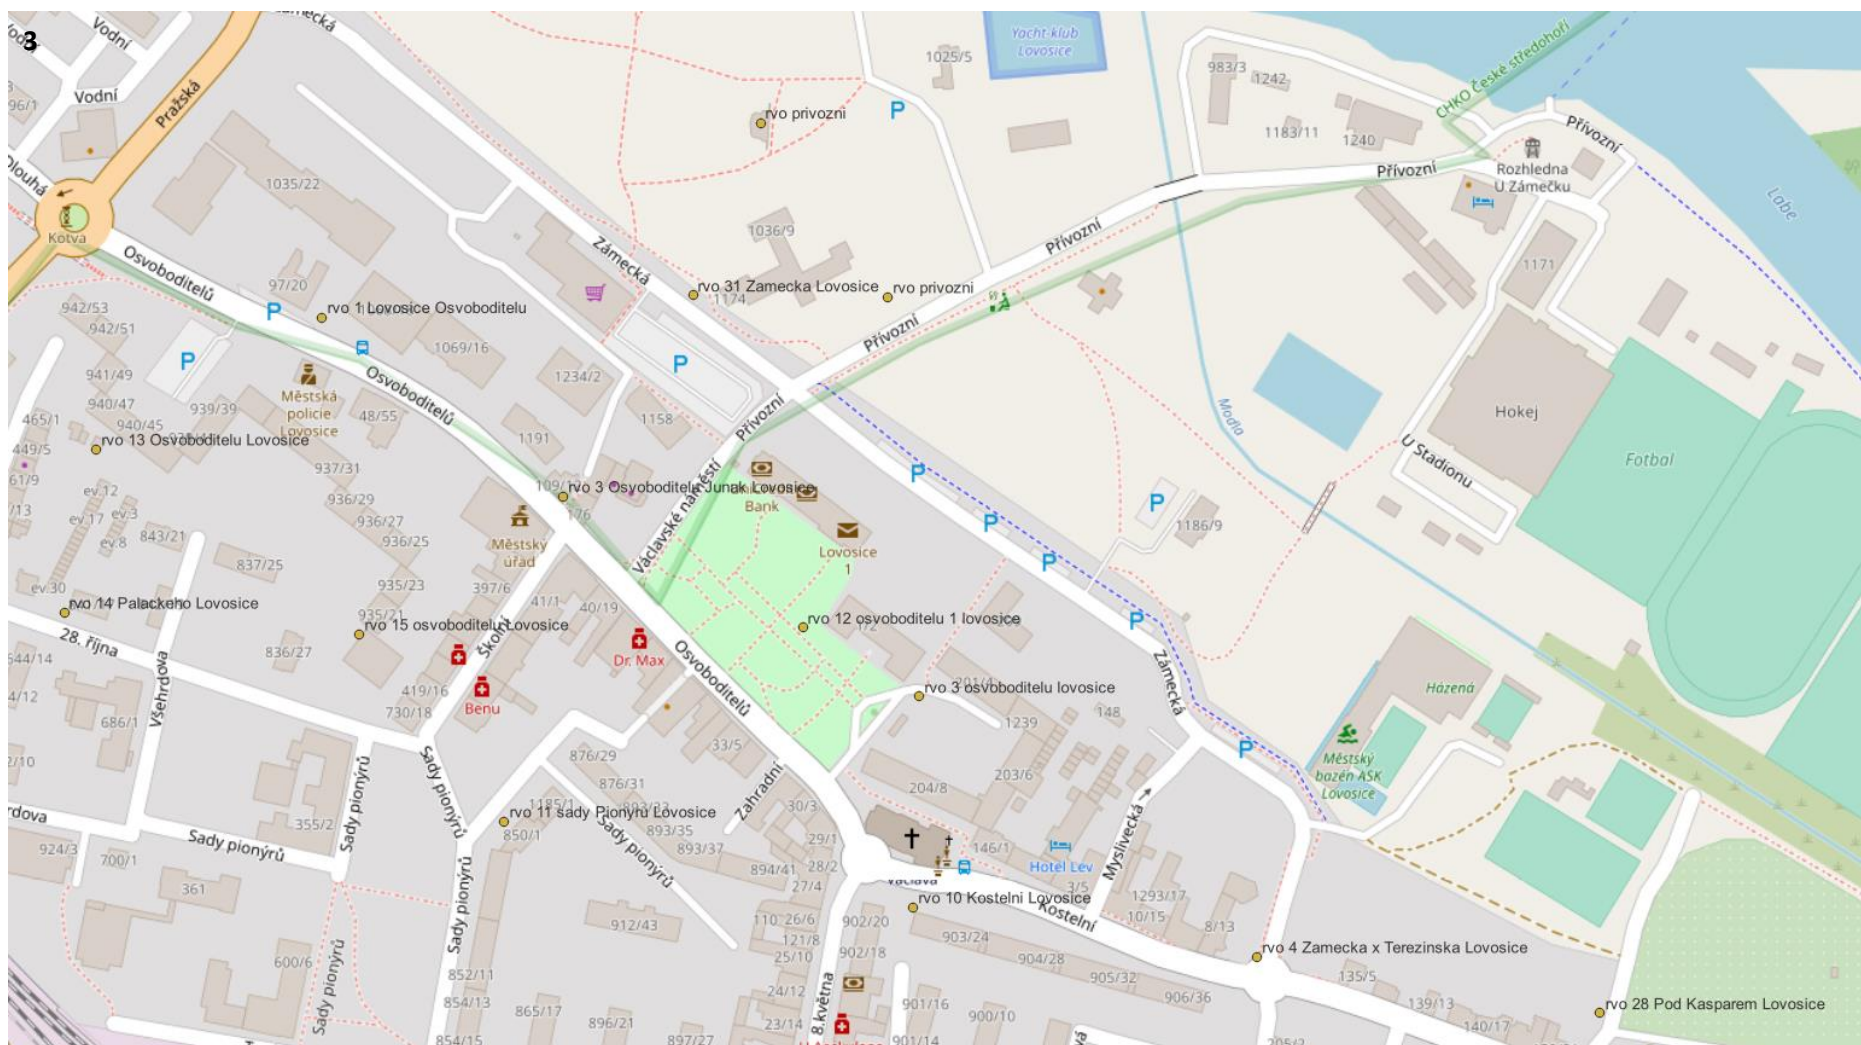 3
Vodní
Zámecká
Vodní
Vodní
Pražská
Dlouhá
Kotva
1035/22
Osvoboditelů
97/20
942/53
942/51
rvo 1 Lovosice Osvoboditelu
1069/16
Osvoboditelů
Městská
policie
Lovosice
48/55
941/49
940/47
940/45
939/39
465/1
449/5
rvo 13 Osvoboditelu Lovosice
937/31
936/29
936/27
936/25
ev.12
ev.17
ev.3
ev.8
843/21
837/25
ev.30
rvo 14 Palackeho Lovosice
28. října
836/27
935/23
935/21
rvo 15 osvoboditelu Lovosice
Městský
úřad
397/6
41/1
40/19
Školní
419/16
730/18
Benu
Dr. Max
Všehrdova
686/1
Yacht-klub
Lovosice
1025/5
rvo privozni
1036/9
Zámecká
rvo 31 Zamecka Lovosice
1174
rvo privozni
Přívozní
Přívozní
Přívozní
Přívozní
Přívozní
983/3
1242
1183/11
1240
CHKO České středohoří
Rozhledna
U Zámečku
Labe
1171
Hokej
U Stadionu
Fotbal
Modla
1234/2
1158
1191
Václavské náměstí
rvo 3 Osvoboditelu Junak Lovosice
176
Bank
Lovosice
1
1186/9
rvo 12 osvoboditelu 1 lovosice
rvo 3 osvoboditelu lovosice
201/4
1239
148
Osvoboditelů
33/5
Zahradní
30/3
29/1
28/2
27/4
203/6
204/8
146/1
Hotel Lev
3/5
Myslivecká
Zámecká
Házená
Městský
bazén ASK
Lovosice
876/29
876/31
1185/1
rvo 11 sady Pionýrů Lovosice
850/1
893/35
893/37
894/41
Sady pionýrů
Sady pionýrů
Sady pionýrů
Sady pionýrů
Sady pionýrů
Sady pionýrů
355/2
924/3
700/1
361
600/6
912/43
110
26/6
121/8
25/10
24/12
23/14
902/20
902/18
rvo 10 Kostelni Lovosice
Kostelní
903/24
904/28
905/32
906/36
1293/17
10/15
8/13
rvo 4 Zamecka x Terezinska Lovosice
135/5
139/13
140/17
rvo 28 Pod Kasparem Lovosice
852/11
854/13
854/15
865/17
896/21
897/27
8.května
901/16
901/14
900/10